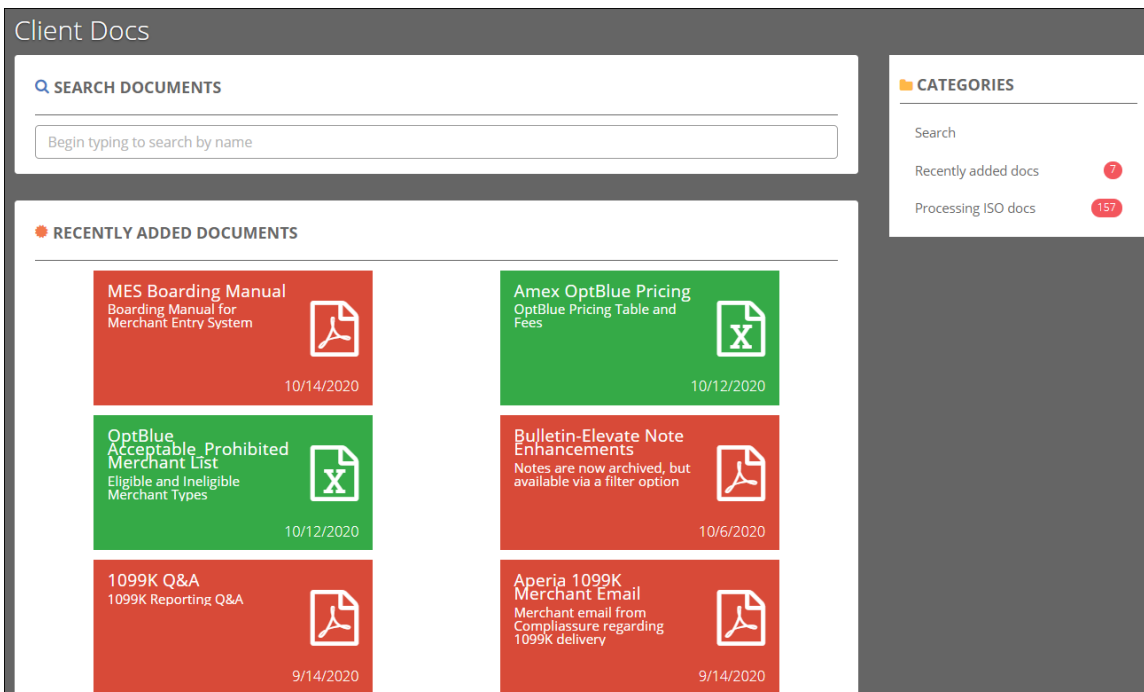 Client Docs
SEARCH DOCUMENTS
Begin typing to search by name
CATEGORIES
Search
Recently added docs 7
Processing ISO docs 157
RECENTLY ADDED DOCUMENTS
MES Boarding Manual
Boarding Manual for
Merchant Entry System
10/14/2020
Amex OptBlue Pricing
OptBlue Pricing Table and
Fees
X
10/12/2020
OptBlue
Acceptable_Prohibited
Merchant List
Eligible and Ineligible
Merchant Types
X
10/12/2020
Bulletin-Elevate Note
Enhancements
Notes are now archived, but
available via a filter option
10/6/2020
1099K Q&A
1099K Reporting Q&A
9/14/2020
Aperia 1099K
Merchant Email
Merchant email from
Compliassure regarding
1099K delivery
9/14/2020